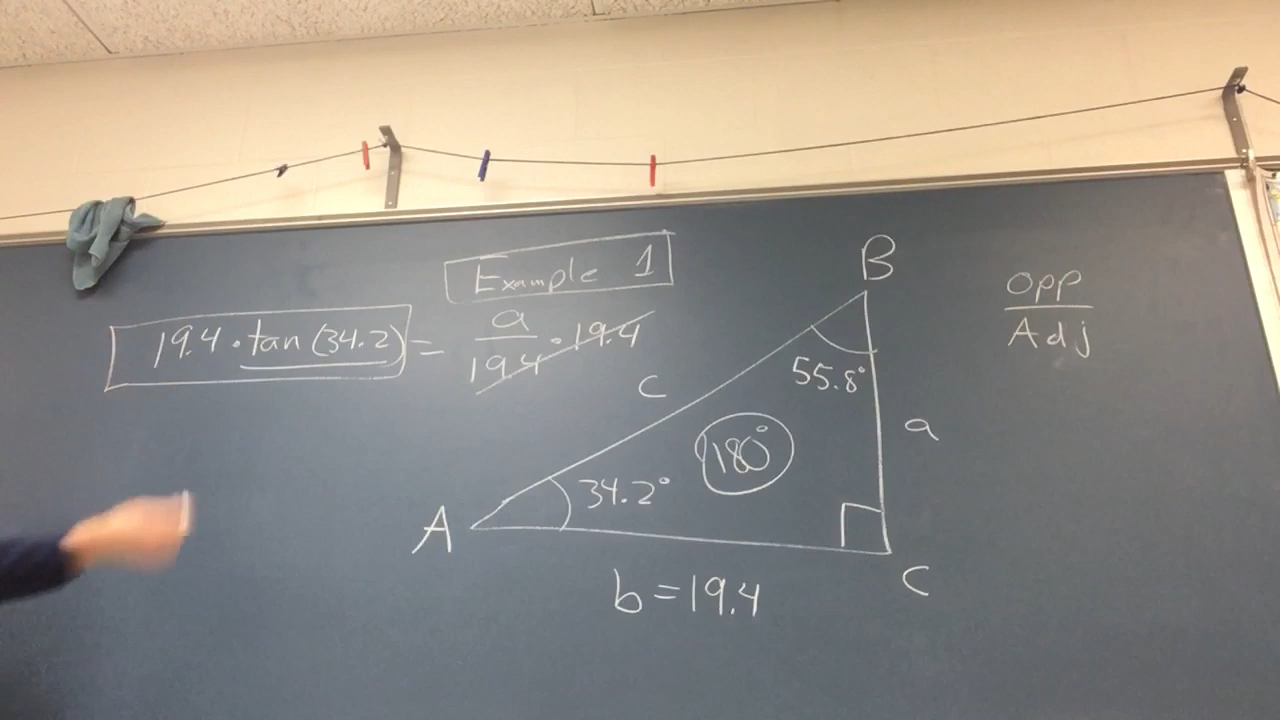 Example 1
19.4 · tan (34.2) = a / 19.4 · 19.4
B
Opp
Adj
55.8°
c
a
180°
34.2°
A
C
b = 19.4